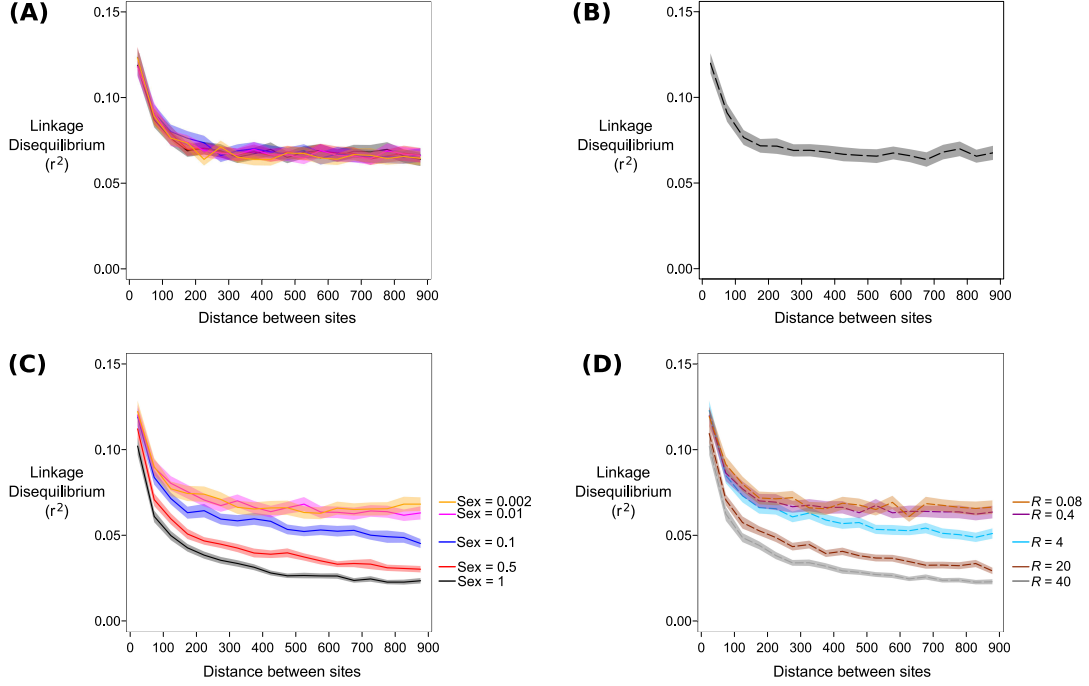 (A)
0.15
0.10
0.05
0.00
Linkage
Disequilibrium
(r²)
0 100 200 300 400 500 600 700 800 900
Distance between sites
(B)
0.15
0.10
0.05
0.00
Linkage
Disequilibrium
(r²)
0 100 200 300 400 500 600 700 800 900
Distance between sites
(C)
0.15
0.10
0.05
0.00
Linkage
Disequilibrium
(r²)
0 100 200 300 400 500 600 700 800 900
Distance between sites
Sex = 0.002
Sex = 0.01
Sex = 0.1
Sex = 0.5
Sex = 1
(D)
0.15
0.10
0.05
0.00
Linkage
Disequilibrium
(r²)
0 100 200 300 400 500 600 700 800 900
Distance between sites
R = 0.08
R = 0.4
R = 4
R = 20
R = 40